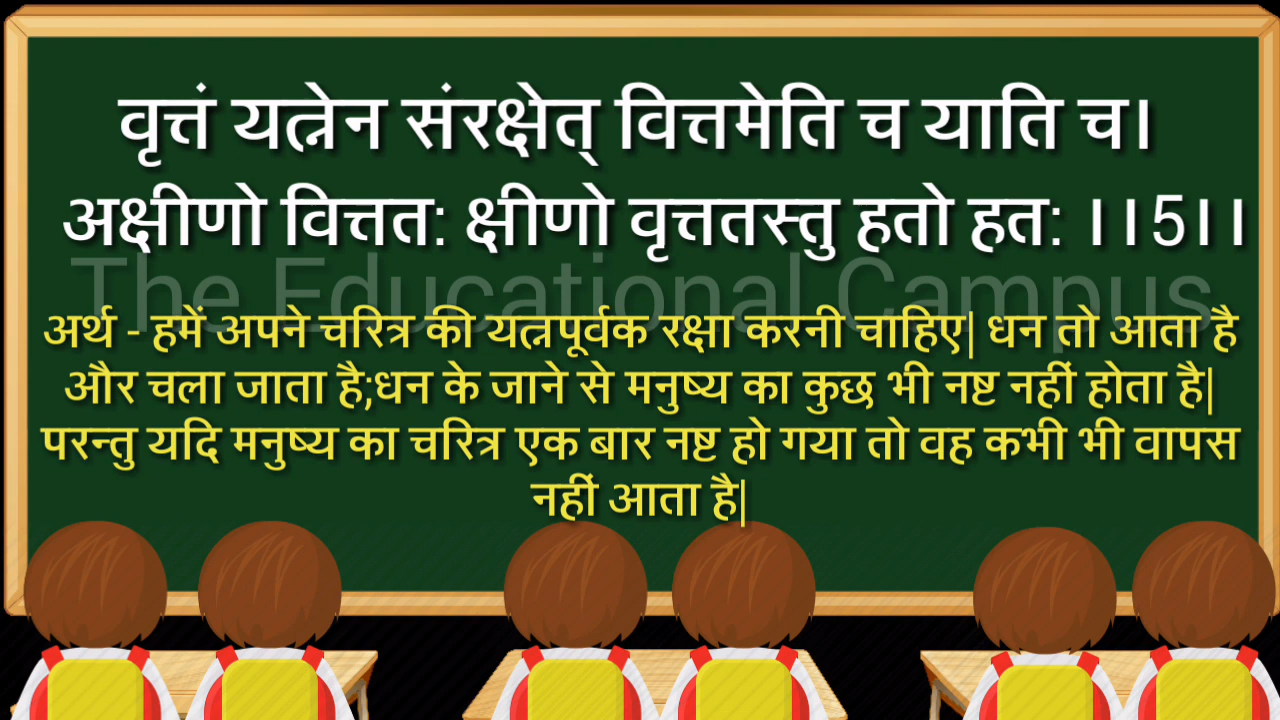 वृत्तं यत्नेन संरक्षेत् वित्तमेति च याति च।
अक्षीणो वित्तत: क्षीणो वृत्ततस्तु हतो हत: ।।5।।
The Educational Campus
अर्थ - हमें अपने चरित्र की यत्नपूर्वक रक्षा करनी चाहिए| धन तो आता है
और चला जाता है;धन के जाने से मनुष्य का कुछ भी नष्ट नहीं होता है|
परन्तु यदि मनुष्य का चरित्र एक बार नष्ट हो गया तो वह कभी भी वापस
नहीं आता है|